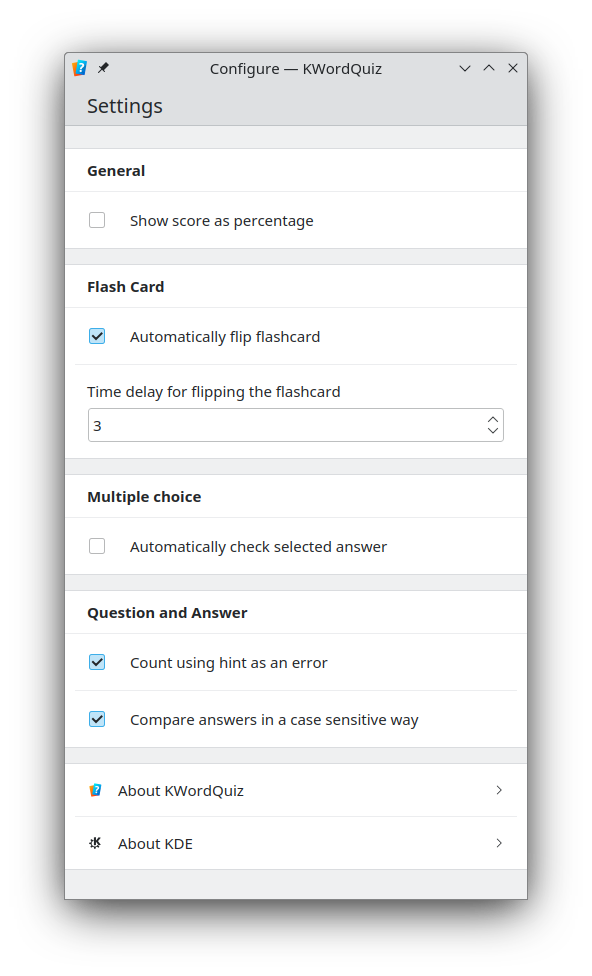 Configure — KWordQuiz
Settings
General
Show score as percentage
Flash Card
Automatically flip flashcard
Time delay for flipping the flashcard
3
Multiple choice
Automatically check selected answer
Question and Answer
Count using hint as an error
Compare answers in a case sensitive way
About KWordQuiz
About KDE